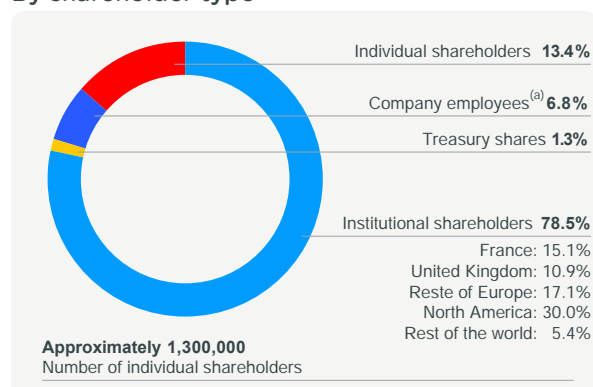 By shareholder type
Individual shareholders 13.4%
Company employees(a) 6.8%
Treasury shares 1.3%
Institutional shareholders 78.5%
France: 15.1%
United Kingdom: 10.9%
Reste of Europe: 17.1%
North America: 30.0%
Rest of the world: 5.4%
Approximately 1,300,000
Number of individual shareholders